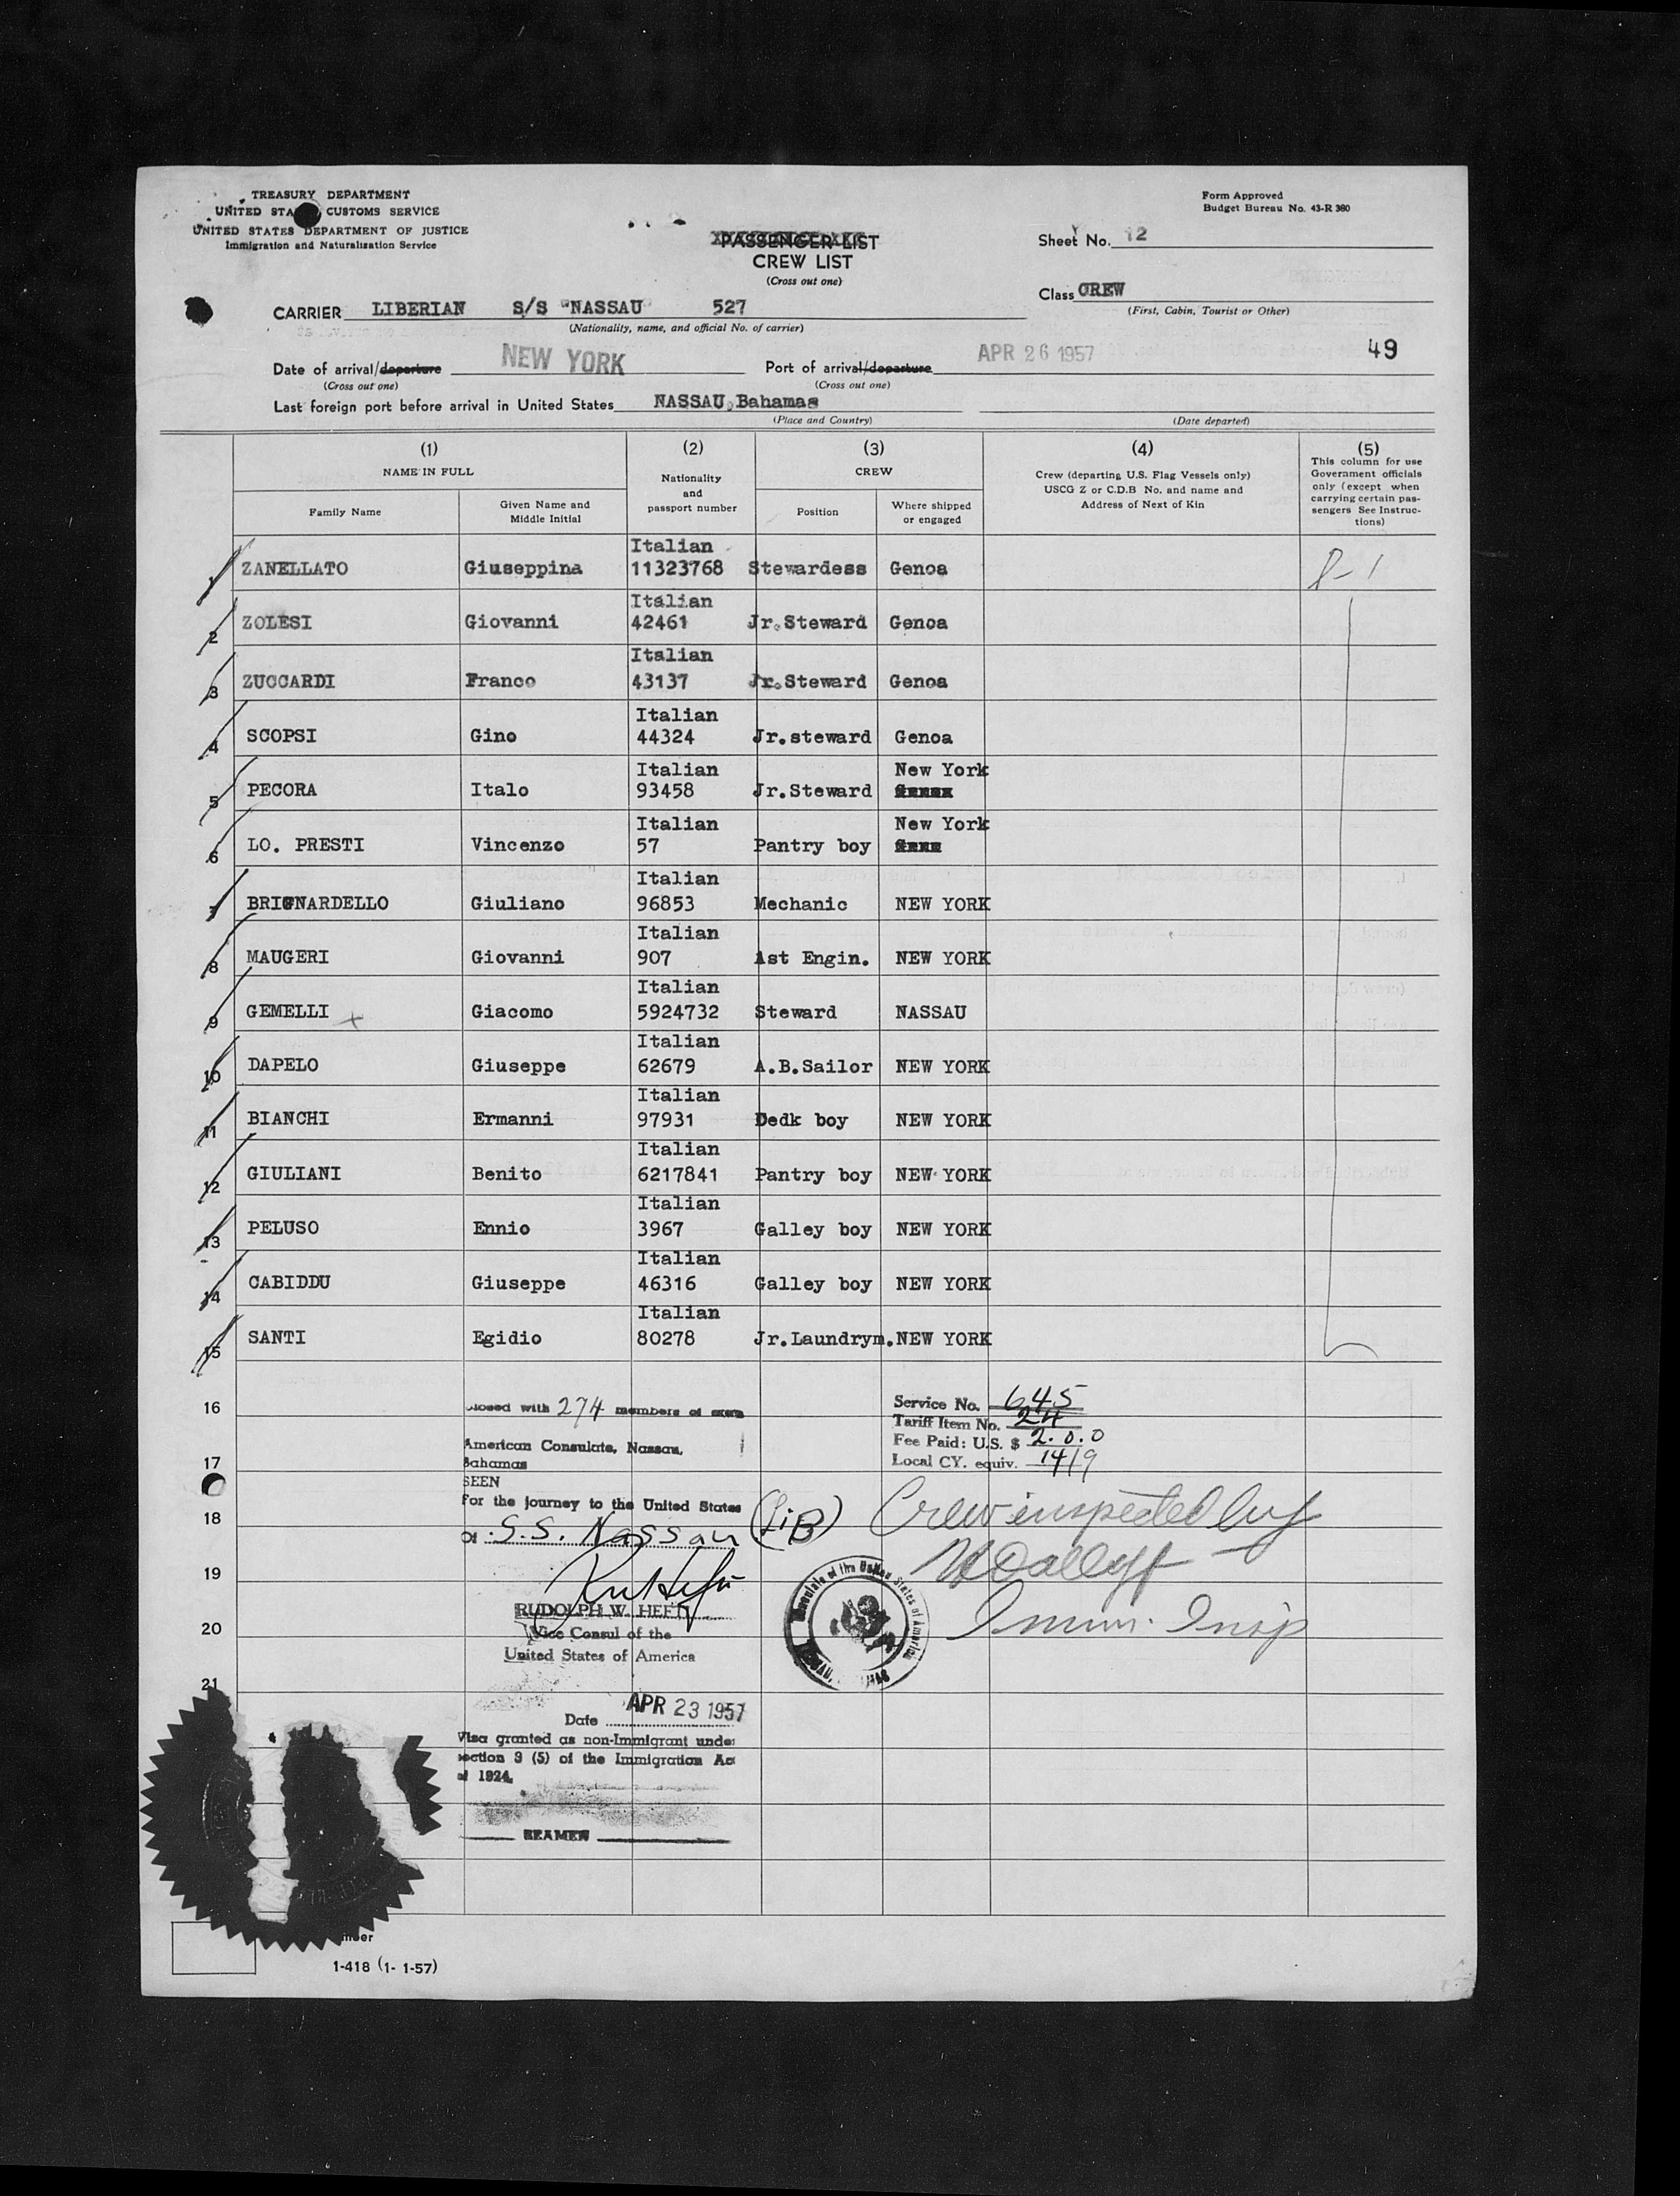 TREASURY DEPARTMENT
UNITED STATES CUSTOMS SERVICE
UNITED STATES DEPARTMENT OF JUSTICE
Immigration and Naturalization Service
Form Approved
Budget Bureau No. 43-R 380
PASSENGER LIST
CREW LIST
(Cross out one)
Sheet No. 12
Class CREW
(First, Cabin, Tourist or Other)
CARRIER LIBERIAN S/S "NASSAU" 527
(Nationality, name, and official No. of carrier)
Date of arrival/departure NEW YORK Port of arrival/departure APR 26 1957 49
(Cross out one) (Cross out one)
Last foreign port before arrival in United States NASSAU, Bahamas
(Place and Country) (Date departed)
(1) (2) (3) (4) (5)
NAME IN FULL
Nationality and passport number
CREW
Crew (departing U.S. Flag Vessels only)
USCG Z or C.D.B No. and name and
Address of Next of Kin
This column for use
Government officials
only (except when
carrying certain pas-
sengers See Instruc-
tions)
Family Name Given Name and Middle Initial Position Where shipped or engaged
Italian
1 ZANELLATO Giuseppina 11323768 Stewardess Genoa
Italian
2 ZOLESI Giovanni 42461 Jr.Steward Genoa
Italian
3 ZUCCARDI Franco 43137 Jr.Steward Genoa
Italian
4 SCOPSI Gino 44324 Jr.steward Genoa
Italian New York
5 PECORA Italo 93458 Jr.Steward
Italian New York
6 LO. PRESTI Vincenzo 57 Pantry boy
Italian
7 BRIGNARDELLO Giuliano 96853 Mechanic NEW YORK
Italian
8 MAUGERI Giovanni 907 1st Engin. NEW YORK
Italian
9 GEMELLI Giacomo 5924732 Steward NASSAU
Italian
10 DAPELO Giuseppe 62679 A.B.Sailor NEW YORK
Italian
11 BIANCHI Ermanni 97931 Dedk boy NEW YORK
Italian
12 GIULIANI Benito 6217841 Pantry boy NEW YORK
Italian
13 PELUSO Ennio 3967 Galley boy NEW YORK
Italian
14 CABIDDU Giuseppe 46316 Galley boy NEW YORK
Italian
15 SANTI Egidio 80278 Jr.Laundrym. NEW YORK
16
17
18
19
20
21
closed with 274 members of crew
American Consulate, Nassau,
Bahamas
SEEN
For the journey to the United States
of S.S. Nassau (LiB)
RUDOLPH W. HEFTI
Vice Consul of the
United States of America
Date APR 23 1957
Visa granted as non-Immigrant under
section 3 (5) of the Immigration Act
of 1924.
SEAMEN
Service No. 645
Tariff Item No. 24
Fee Paid: U.S. $ 2.00
Local CY. equiv. 14/9
Crew inspected by
Imm. Insp
Consulate of the United States of America
I-418 (1-1-57)